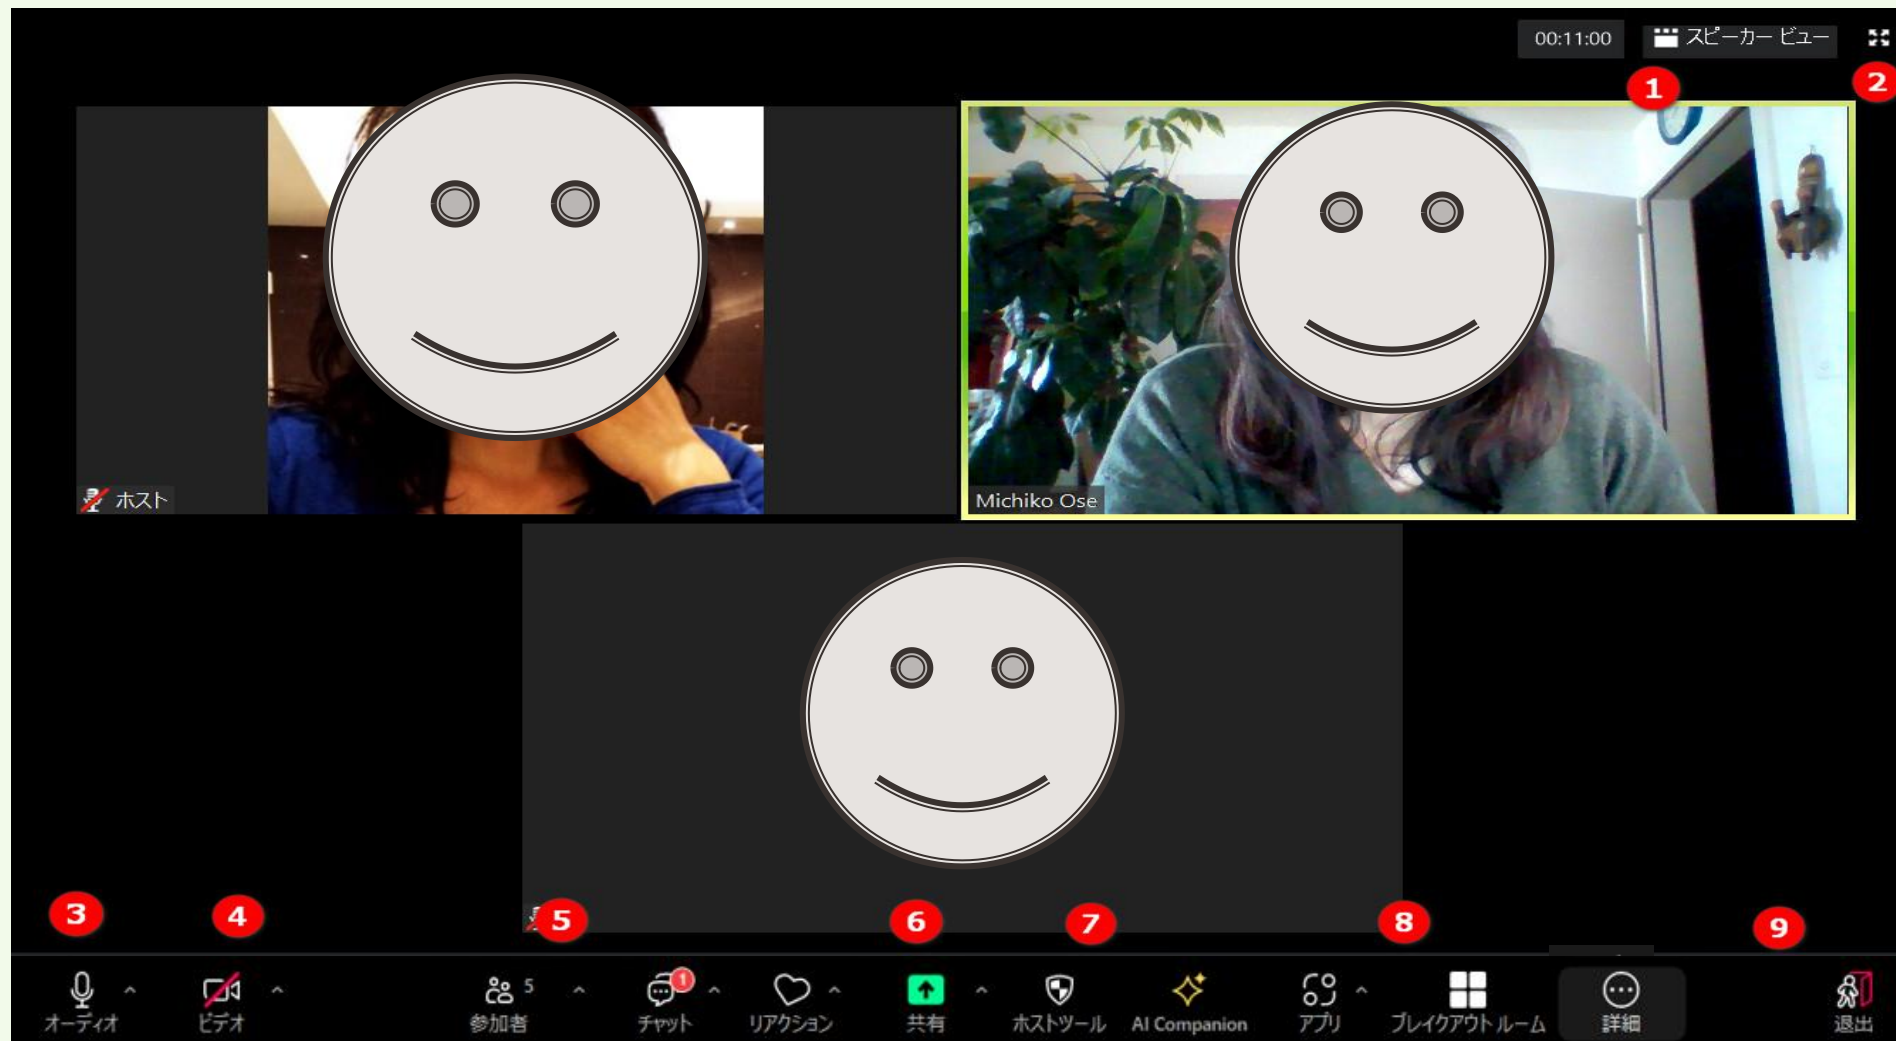 00:11:00
スピーカー ビュー
1
2
ホスト
Michiko Ose
3
4
5
6
7
8
9
5
1
オーディオ
ビデオ
参加者
チャット
リアクション
共有
ホストツール
AI Companion
アプリ
ブレイクアウト ルーム
詳細
退出